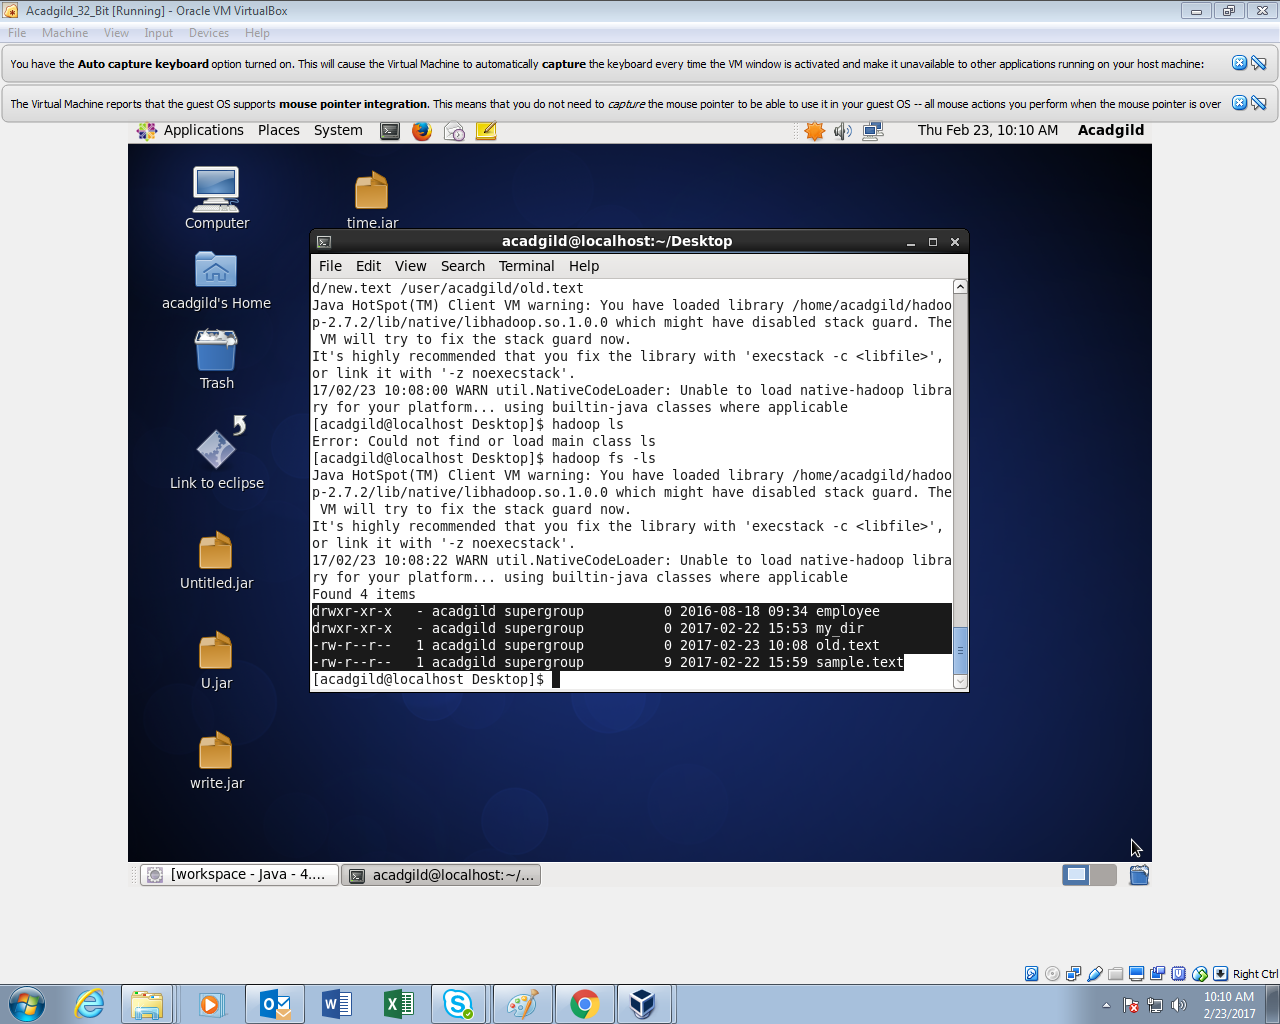 Acadgild_32_Bit [Running] - Oracle VM VirtualBox
File Machine View Input Devices Help
You have the Auto capture keyboard option turned on. This will cause the Virtual Machine to automatically capture the keyboard every time the VM window is activated and make it unavailable to other applications running on your host machine:
The Virtual Machine reports that the guest OS supports mouse pointer integration. This means that you do not need to capture the mouse pointer to be able to use it in your guest OS -- all mouse actions you perform when the mouse pointer is over
Applications Places System Thu Feb 23, 10:10 AM Acadgild
Computer
time.jar
acadgild's Home
Trash
Link to eclipse
Untitled.jar
U.jar
write.jar
acadgild@localhost:~/Desktop
File Edit View Search Terminal Help
d/new.text /user/acadgild/old.text
Java HotSpot(TM) Client VM warning: You have loaded library /home/acadgild/hadoo
p-2.7.2/lib/native/libhadoop.so.1.0.0 which might have disabled stack guard. The
 VM will try to fix the stack guard now.
It's highly recommended that you fix the library with 'execstack -c <libfile>',
or link it with '-z noexecstack'.
17/02/23 10:08:00 WARN util.NativeCodeLoader: Unable to load native-hadoop libra
ry for your platform... using builtin-java classes where applicable
[acadgild@localhost Desktop]$ hadoop ls
Error: Could not find or load main class ls
[acadgild@localhost Desktop]$ hadoop fs -ls
Java HotSpot(TM) Client VM warning: You have loaded library /home/acadgild/hadoo
p-2.7.2/lib/native/libhadoop.so.1.0.0 which might have disabled stack guard. The
 VM will try to fix the stack guard now.
It's highly recommended that you fix the library with 'execstack -c <libfile>',
or link it with '-z noexecstack'.
17/02/23 10:08:22 WARN util.NativeCodeLoader: Unable to load native-hadoop libra
ry for your platform... using builtin-java classes where applicable
Found 4 items
drwxr-xr-x   - acadgild supergroup          0 2016-08-18 09:34 employee
drwxr-xr-x   - acadgild supergroup          0 2017-02-22 15:53 my_dir
-rw-r--r--   1 acadgild supergroup          0 2017-02-23 10:08 old.text
-rw-r--r--   1 acadgild supergroup          9 2017-02-22 15:59 sample.text
[acadgild@localhost Desktop]$
[workspace - Java - 4.... acadgild@localhost:~/...
Right Ctrl
10:10 AM
2/23/2017